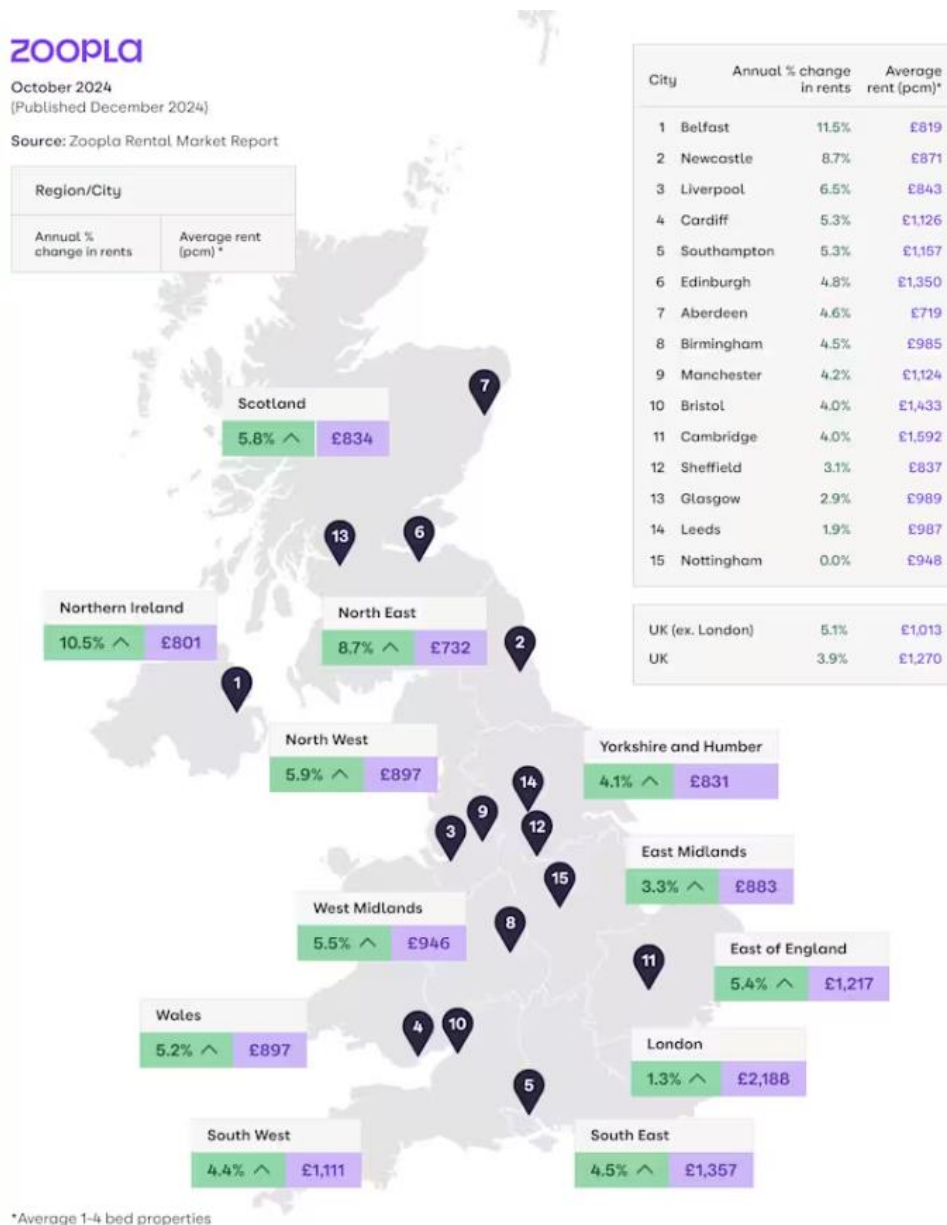 ZOOPLA
October 2024
(Published December 2024)
Source: Zoopla Rental Market Report
Region/City
Annual %
change in rents
Average rent
(pcm) *
City
Annual % change
in rents
Average
rent (pcm)*
1 Belfast 11.5% £819
2 Newcastle 8.7% £871
3 Liverpool 6.5% £843
4 Cardiff 5.3% £1,126
5 Southampton 5.3% £1,157
6 Edinburgh 4.8% £1,350
7 Aberdeen 4.6% £719
8 Birmingham 4.5% £985
9 Manchester 4.2% £1,124
10 Bristol 4.0% £1,433
11 Cambridge 4.0% £1,592
12 Sheffield 3.1% £837
13 Glasgow 2.9% £989
14 Leeds 1.9% £987
15 Nottingham 0.0% £948
UK (ex. London) 5.1% £1,013
UK 3.9% £1,270
7
Scotland
5.8% £834
13
6
Northern Ireland
10.5% £801
North East
8.7% £732
2
1
North West
5.9% £897
Yorkshire and Humber
4.1% £831
14
9
3
12
East Midlands
3.3% £883
15
West Midlands
5.5% £946
8
East of England
5.4% £1,217
11
Wales
5.2% £897
4
10
London
1.3% £2,188
5
South West
4.4% £1,111
South East
4.5% £1,357
*Average 1-4 bed properties